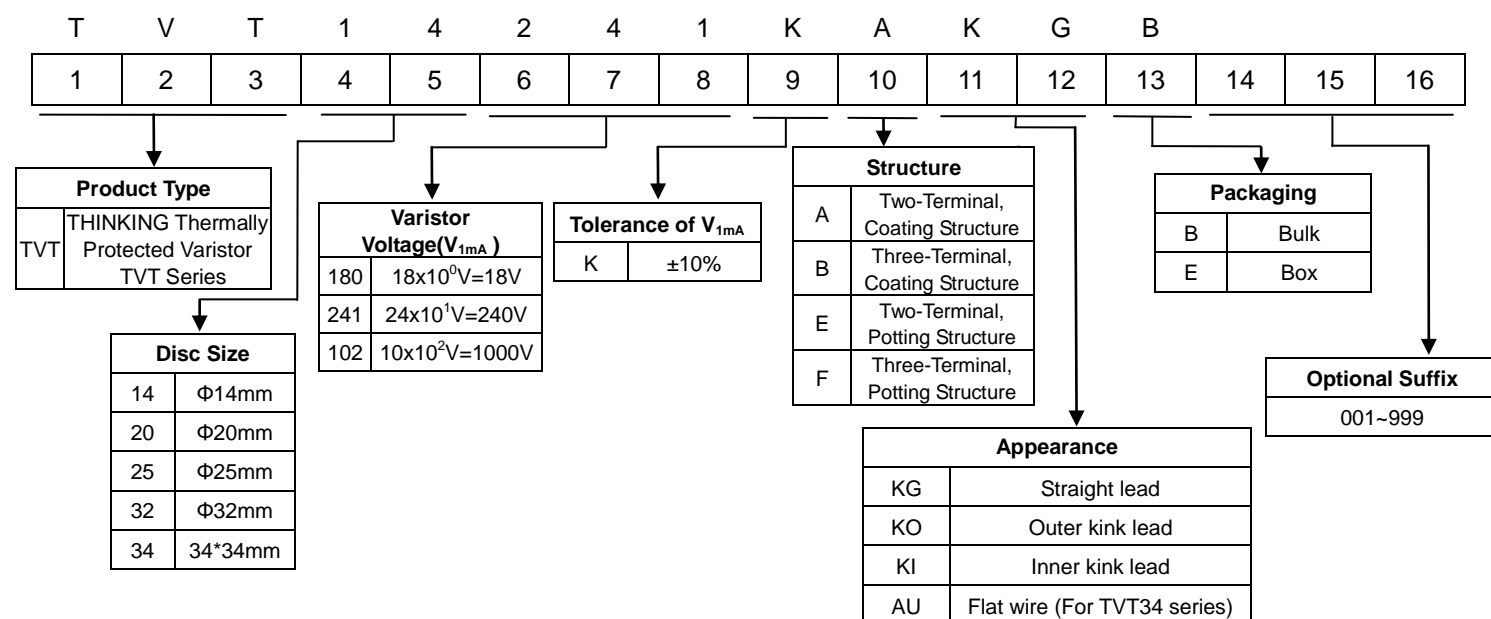 T V T 1 4 2 4 1 K A K G B
1 2 3 4 5 6 7 8 9 10 11 12 13 14 15 16
Product Type
TVT THINKING Thermally
Protected Varistor
TVT Series
Disc Size
14 Φ14mm
20 Φ20mm
25 Φ25mm
32 Φ32mm
34 34*34mm
Varistor
Voltage(V1mA )
180 18x10⁰V=18V
241 24x10¹V=240V
102 10x10²V=1000V
Tolerance of V1mA
K ±10%
Structure
A Two-Terminal,
Coating Structure
B Three-Terminal,
Coating Structure
E Two-Terminal,
Potting Structure
F Three-Terminal,
Potting Structure
Appearance
KG Straight lead
KO Outer kink lead
KI Inner kink lead
AU Flat wire (For TVT34 series)
Packaging
B Bulk
E Box
Optional Suffix
001~999